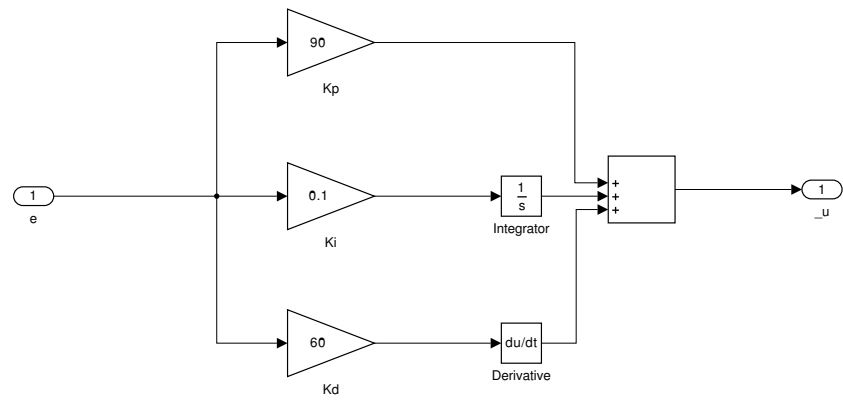 90
Kp
1
e
0.1
Ki
1
s
Integrator
+
+
+
1
_u
60
Kd
du/dt
Derivative